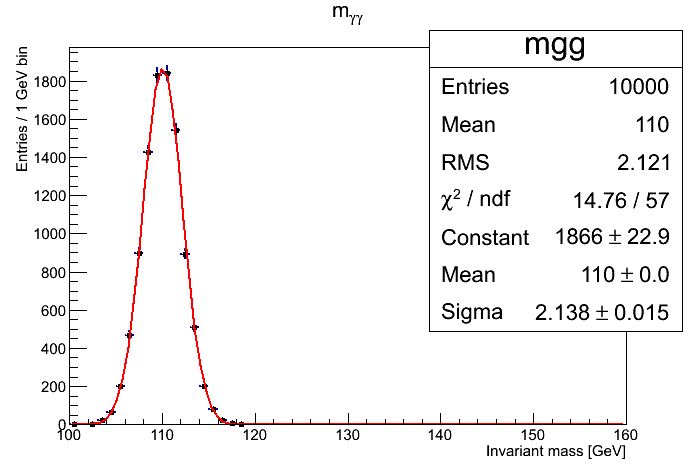 mγγ
mgg
Entries 10000
Mean 110
RMS 2.121
χ² / ndf 14.76 / 57
Constant 1866 ± 22.9
Mean 110 ± 0.0
Sigma 2.138 ± 0.015
Entries / 1 GeV bin
1800
1600
1400
1200
1000
800
600
400
200
0
100 110 120 130 140 150 160
Invariant mass [GeV]